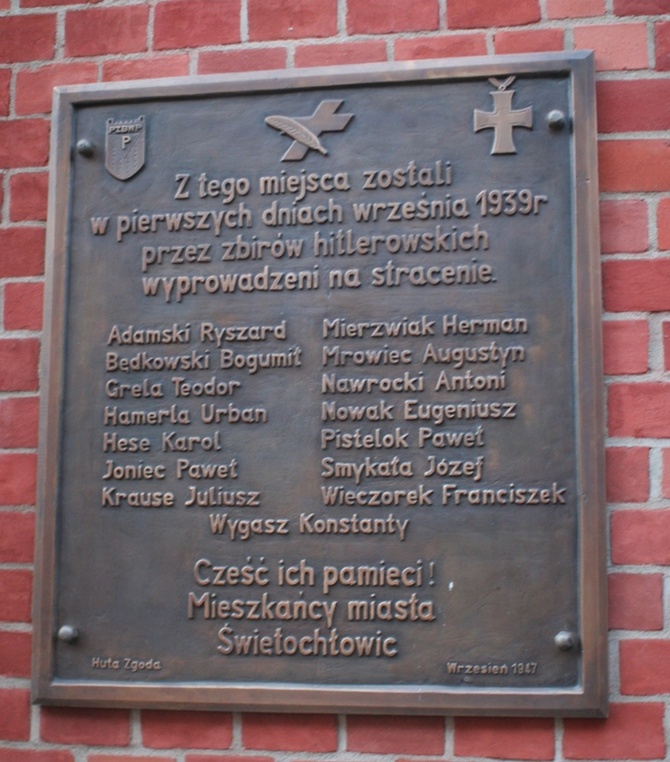 PZBWP
P
Z tego miejsca zostali
w pierwszych dniach września 1939r
przez zbirów hitlerowskich
wyprowadzeni na stracenie.
Adamski Ryszard
Będkowski Bogumił
Grela Teodor
Hamerla Urban
Hese Karol
Joniec Paweł
Krause Juliusz
Mierzwiak Herman
Mrowiec Augustyn
Nawrocki Antoni
Nowak Eugeniusz
Pistelok Paweł
Smykała Józef
Wieczorek Franciszek
Wygasz Konstanty
Cześć ich pamięci!
Mieszkańcy miasta
Świętochłowic
Huta Zgoda
Wrzesień 1947